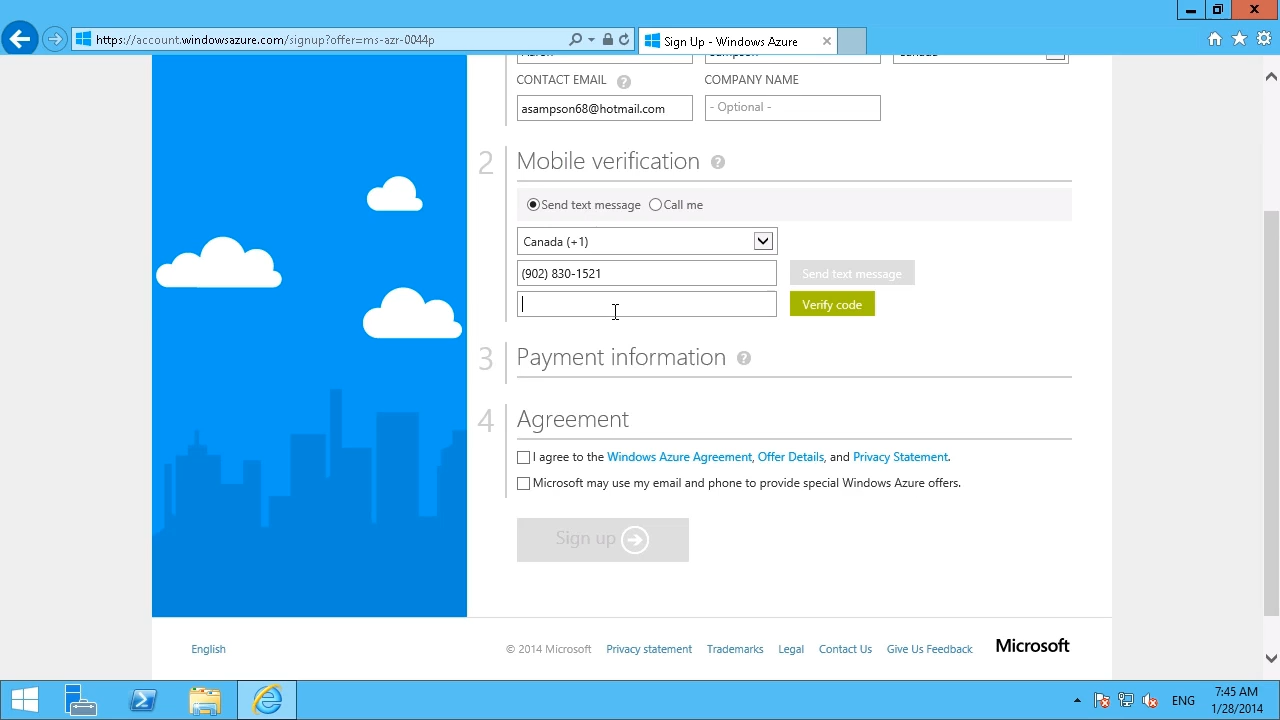 https://account.windowsazure.com/signup?offer=ms-azr-0044p
Sign Up - Windows Azure
CONTACT EMAIL ?
COMPANY NAME
asampson68@hotmail.com
- Optional -
2 Mobile verification ?
Send text message
Call me
Canada (+1)
(902) 830-1521
Send text message
Verify code
3 Payment information ?
4 Agreement
I agree to the Windows Azure Agreement, Offer Details, and Privacy Statement.
Microsoft may use my email and phone to provide special Windows Azure offers.
Sign up
English
© 2014 Microsoft
Privacy statement
Trademarks
Legal
Contact Us
Give Us Feedback
Microsoft
ENG
7:45 AM
1/28/2014